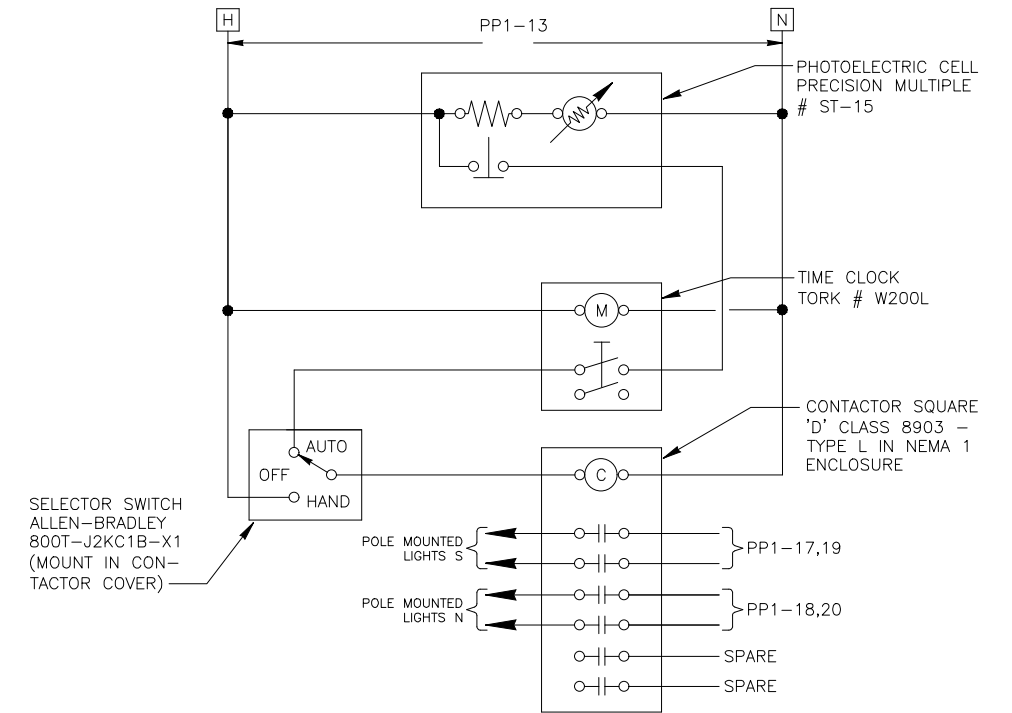 H
PP1-13
N
PHOTOELECTRIC CELL
PRECISION MULTIPLE
# ST-15
TIME CLOCK
TORK # W200L
M
CONTACTOR SQUARE
'D' CLASS 8903 -
TYPE L IN NEMA 1
ENCLOSURE
AUTO
OFF
HAND
C
SELECTOR SWITCH
ALLEN-BRADLEY
800T-J2KC1B-X1
(MOUNT IN CON-
TACTOR COVER)
POLE MOUNTED
LIGHTS S
PP1-17,19
POLE MOUNTED
LIGHTS N
PP1-18,20
SPARE
SPARE